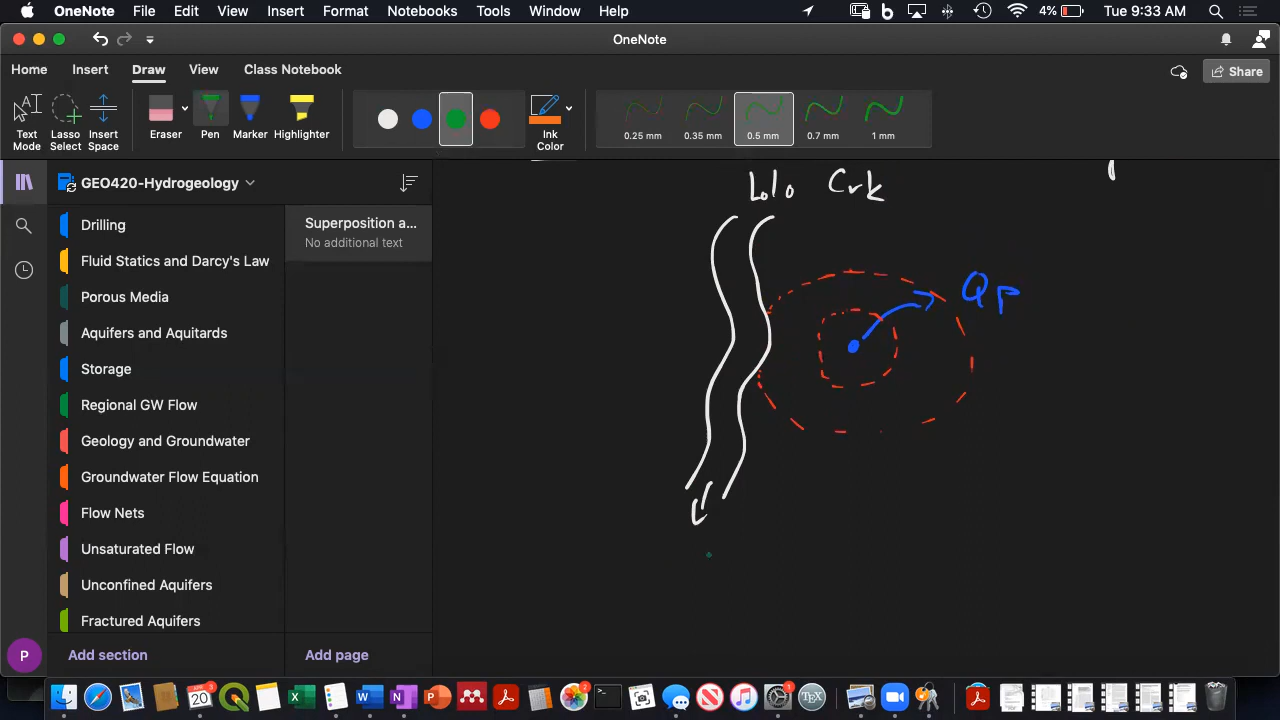 OneNote File Edit View Insert Format Notebooks Tools Window Help 4% Tue 9:33 AM
OneNote
Home Insert Draw View Class Notebook Share
Text Mode Lasso Select Insert Space Eraser Pen Marker Highlighter Ink Color 0.25 mm 0.35 mm 0.5 mm 0.7 mm 1 mm
GEO420-Hydrogeology
Drilling
Fluid Statics and Darcy's Law
Porous Media
Aquifers and Aquitards
Storage
Regional GW Flow
Geology and Groundwater
Groundwater Flow Equation
Flow Nets
Unsaturated Flow
Unconfined Aquifers
Fractured Aquifers
P Add section
Superposition a...
No additional text
Add page
Lolo Crk
Qp
20